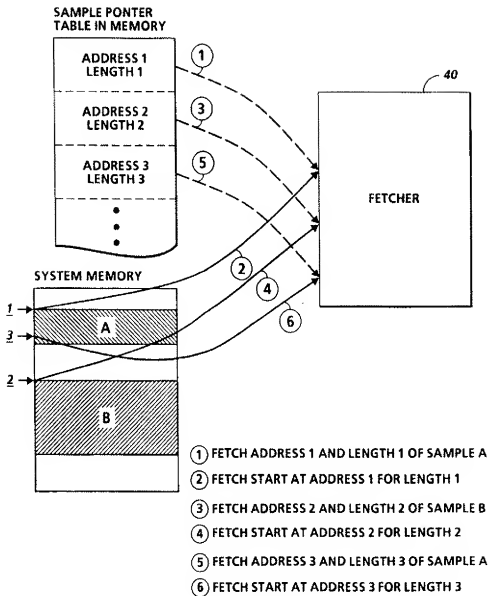 SAMPLE PONTER
TABLE IN MEMORY
ADDRESS 1
LENGTH 1
ADDRESS 2
LENGTH 2
ADDRESS 3
LENGTH 3
1
3
5
40
FETCHER
SYSTEM MEMORY
1
3
2
A
B
2
4
6
1 FETCH ADDRESS 1 AND LENGTH 1 OF SAMPLE A
2 FETCH START AT ADDRESS 1 FOR LENGTH 1
3 FETCH ADDRESS 2 AND LENGTH 2 OF SAMPLE B
4 FETCH START AT ADDRESS 2 FOR LENGTH 2
5 FETCH ADDRESS 3 AND LENGTH 3 OF SAMPLE A
6 FETCH START AT ADDRESS 3 FOR LENGTH 3